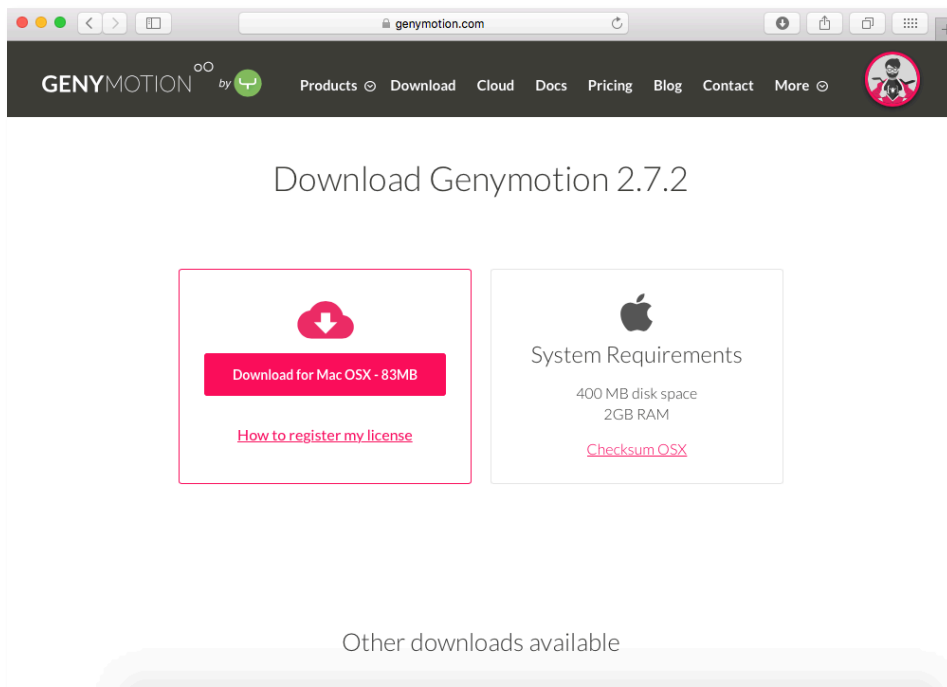 genymotion.com
GENYMOTION by
Products Download Cloud Docs Pricing Blog Contact More
Download Genymotion 2.7.2
Download for Mac OSX - 83MB
How to register my license
System Requirements
400 MB disk space
2GB RAM
Checksum OSX
Other downloads available